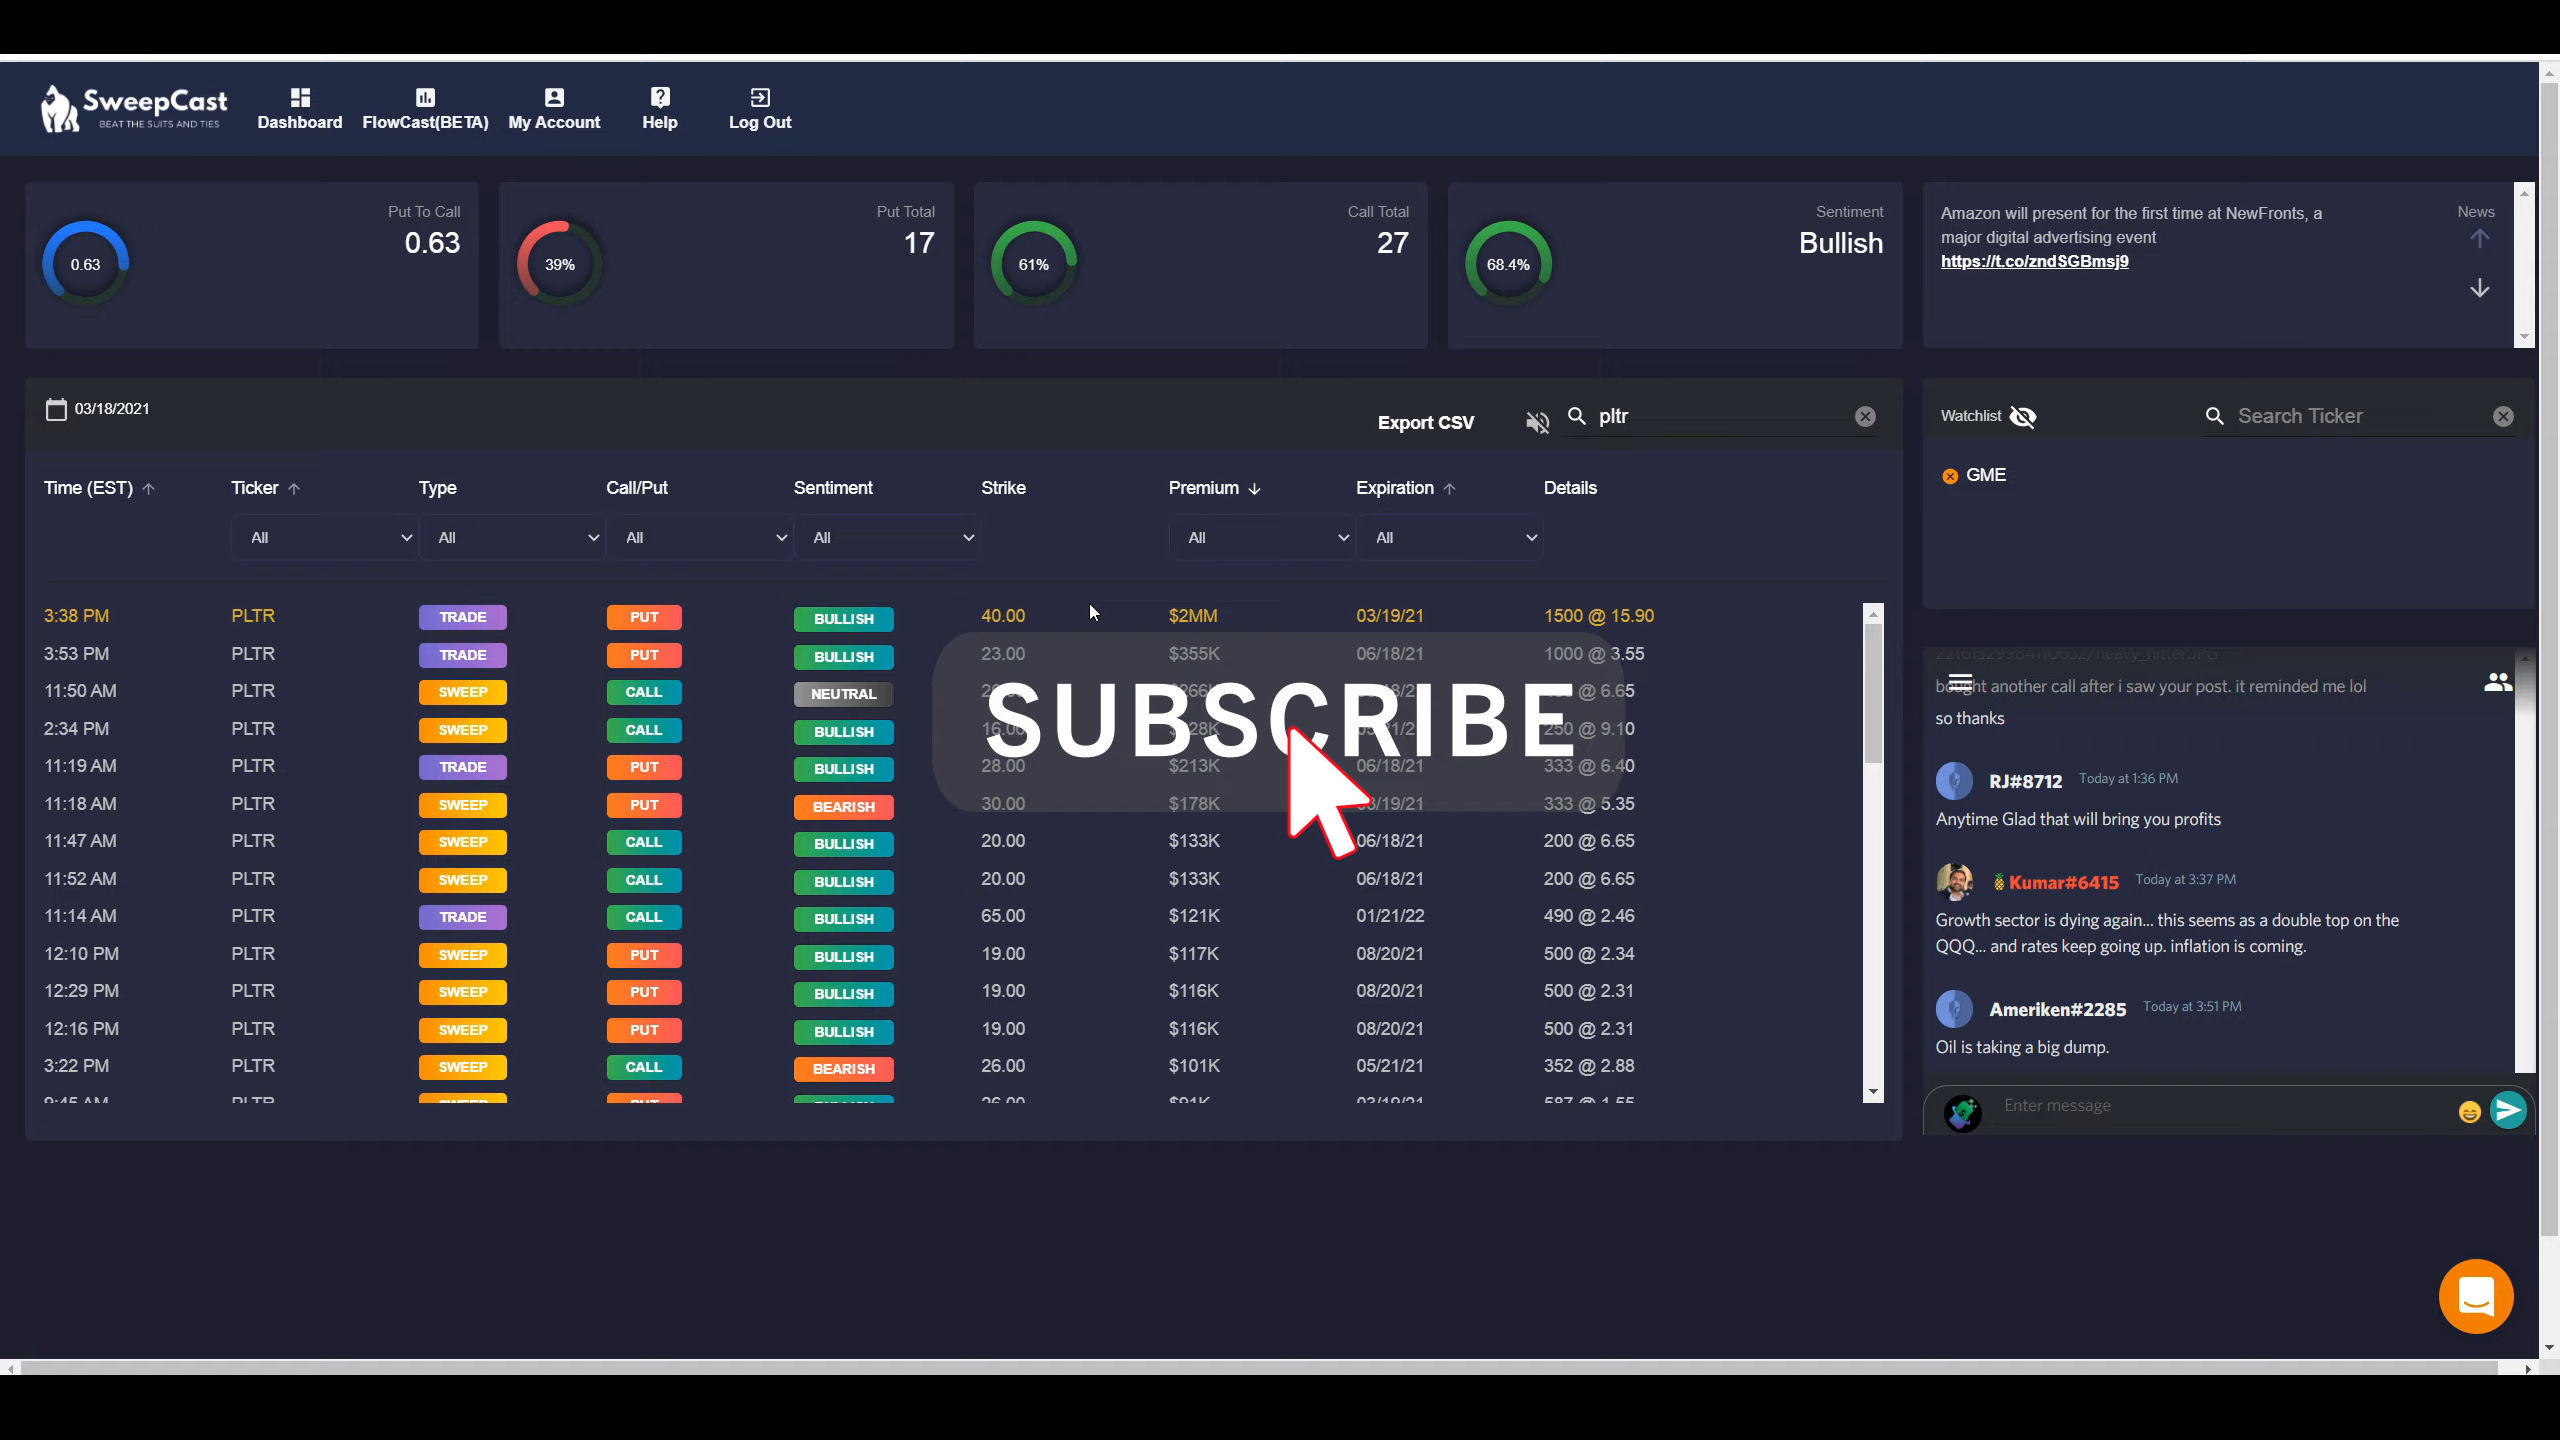 SweepCast
BEAT THE SUITS AND TIES
Dashboard
FlowCast(BETA)
My Account
Help
Log Out
0.63
Put To Call
0.63
39%
Put Total
17
61%
Call Total
27
68.4%
Sentiment
Bullish
Amazon will present for the first time at NewFronts, a
major digital advertising event
https://t.co/zndSGBmsj9
News
03/18/2021
Export CSV
pltr
Time (EST) Ticker Type Call/Put Sentiment Strike Premium Expiration Details
All All All All All All
3:38 PM PLTR TRADE PUT BULLISH 40.00 $2MM 03/19/21 1500 @ 15.90
3:53 PM PLTR TRADE PUT BULLISH 23.00 $355K 06/18/21 1000 @ 3.55
11:50 AM PLTR SWEEP CALL NEUTRAL @ 6.65
2:34 PM PLTR SWEEP CALL BULLISH 250 @ 9.10
SUBSCRIBE
11:19 AM PLTR TRADE PUT BULLISH 28.00 $213K 06/18/21 333 @ 6.40
11:18 AM PLTR SWEEP PUT BEARISH 30.00 $178K 333 @ 5.35
11:47 AM PLTR SWEEP CALL BULLISH 20.00 $133K 06/18/21 200 @ 6.65
11:52 AM PLTR SWEEP CALL BULLISH 20.00 $133K 06/18/21 200 @ 6.65
11:14 AM PLTR TRADE CALL BULLISH 65.00 $121K 01/21/22 490 @ 2.46
12:10 PM PLTR SWEEP PUT BULLISH 19.00 $117K 08/20/21 500 @ 2.34
12:29 PM PLTR SWEEP PUT BULLISH 19.00 $116K 08/20/21 500 @ 2.31
12:16 PM PLTR SWEEP PUT BULLISH 19.00 $116K 08/20/21 500 @ 2.31
3:22 PM PLTR SWEEP CALL BEARISH 26.00 $101K 05/21/21 352 @ 2.88
Watchlist
Search Ticker
GME
bought another call after i saw your post. it reminded me lol
so thanks
RJ#8712 Today at 1:36 PM
Anytime Glad that will bring you profits
Kumar#6415 Today at 3:37 PM
Growth sector is dying again... this seems as a double top on the
QQQ... and rates keep going up. inflation is coming.
Ameriken#2285 Today at 3:51 PM
Oil is taking a big dump.
Enter message